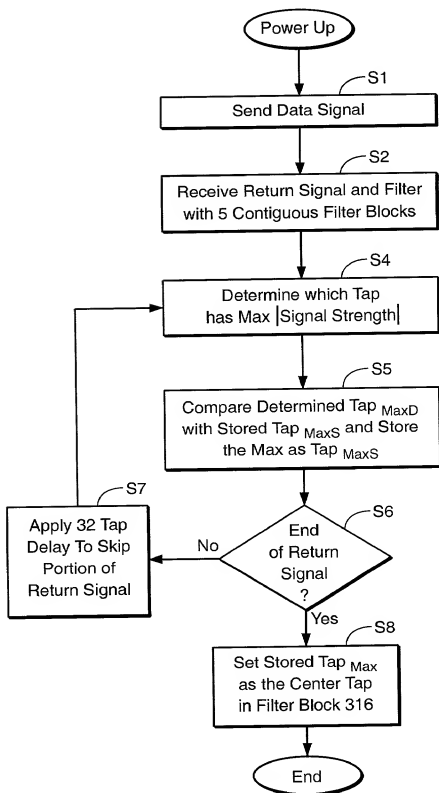 Power Up
S1
Send Data Signal
S2
Receive Return Signal and Filter
with 5 Contiguous Filter Blocks
S4
Determine which Tap
has Max |Signal Strength|
S5
Compare Determined Tap MaxD
with Stored Tap MaxS and Store
the Max as Tap MaxS
S7
Apply 32 Tap
Delay To Skip
Portion of
Return Signal
No
S6
End
of Return
Signal
?
Yes
S8
Set Stored Tap Max
as the Center Tap
in Filter Block 316
End